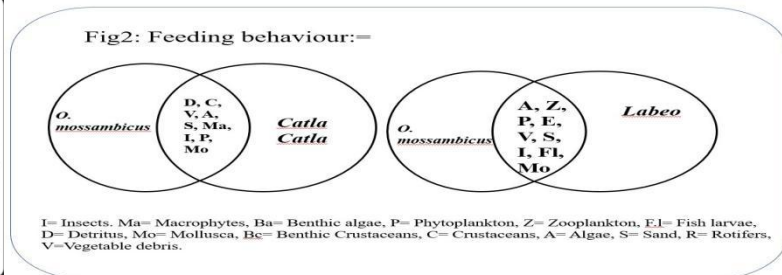 Fig2: Feeding behaviour:=
O.
mossambicus
D, C,
V, A,
S, Ma,
I, P,
Mo
Catla
Catla
O.
mossambicus
A, Z,
P, E,
V, S,
I, Fl,
Mo
Labeo
I= Insects. Ma= Macrophytes, Ba= Benthic algae, P= Phytoplankton, Z= Zooplankton, F.l= Fish larvae,
D= Detritus, Mo= Mollusca, Bc= Benthic Crustaceans, C= Crustaceans, A= Algae, S= Sand, R= Rotifers,
V=Vegetable debris.